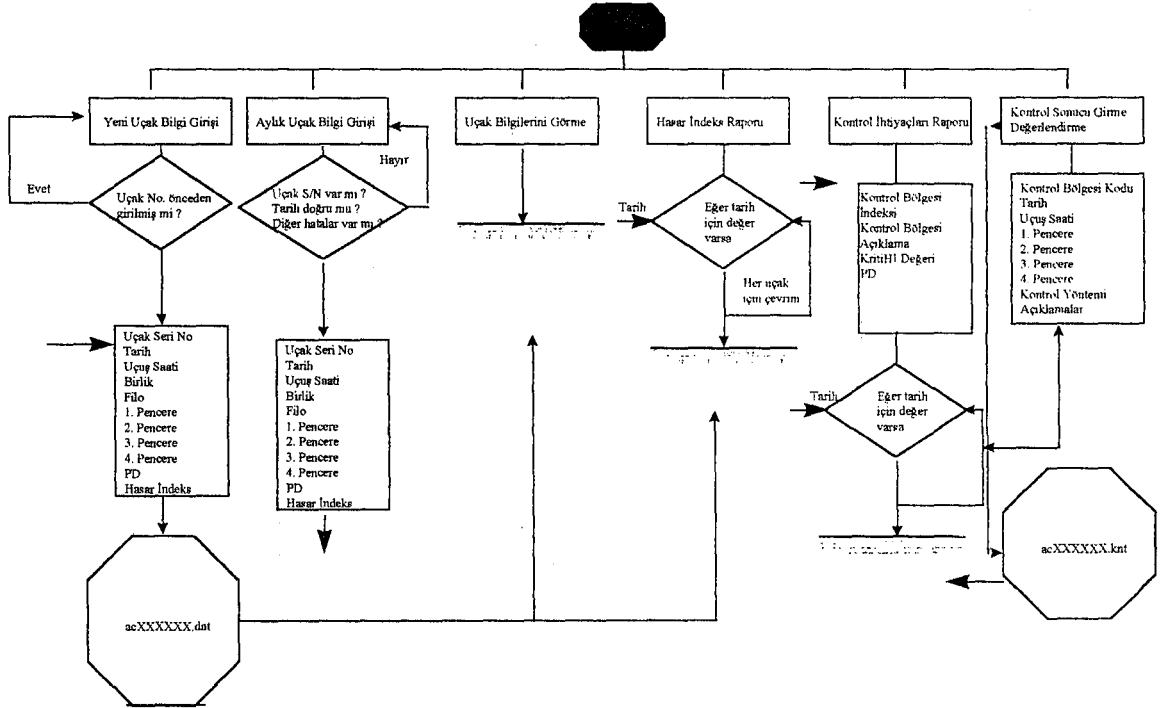 Yeni Uçak Bilgi Girişi
Aylık Uçak Bilgi Girişi
Uçak Bilgilerini Görme
Hasar İndeks Raporu
Kontrol İhtiyaçları Raporu
Kontrol Sonucu Girme
Değerlendirme
Evet
Uçak No. önceden
girilmiş mi ?
Hayır
Uçak S/N var mı ?
Tarih doğru mu ?
Diğer hatalar var mı ?
Tarih
Eğer tarih
için değer
varsa
Her uçak
için çevrim
Kontrol Bölgesi
İndeksi
Kontrol Bölgesi
Açıklama
KritiHI Değeri
PD
Kontrol Bölgesi Kodu
Tarih
Uçuş Saati
1. Pencere
2. Pencere
3. Pencere
4. Pencere
Kontrol Yöntemi
Açıklamalar
Uçak Seri No
Tarih
Uçuş Saati
Birlik
Filo
1. Pencere
2. Pencere
3. Pencere
4. Pencere
PD
Hasar İndeks
Uçak Seri No
Tarih
Uçuş Saati
Birlik
Filo
1. Pencere
2. Pencere
3. Pencere
4. Pencere
PD
Hasar İndeks
Tarih
Eğer tarih
için değer
varsa
acXXXXXX.dnt
acXXXXXX.knt